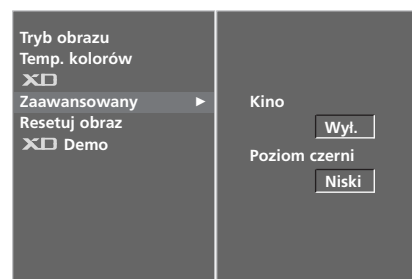 Tryb obrazu
Temp. kolorów
XD
Zaawansowany ►
Resetuj obraz
XD Demo
Kino
Wył.
Poziom czerni
Niski